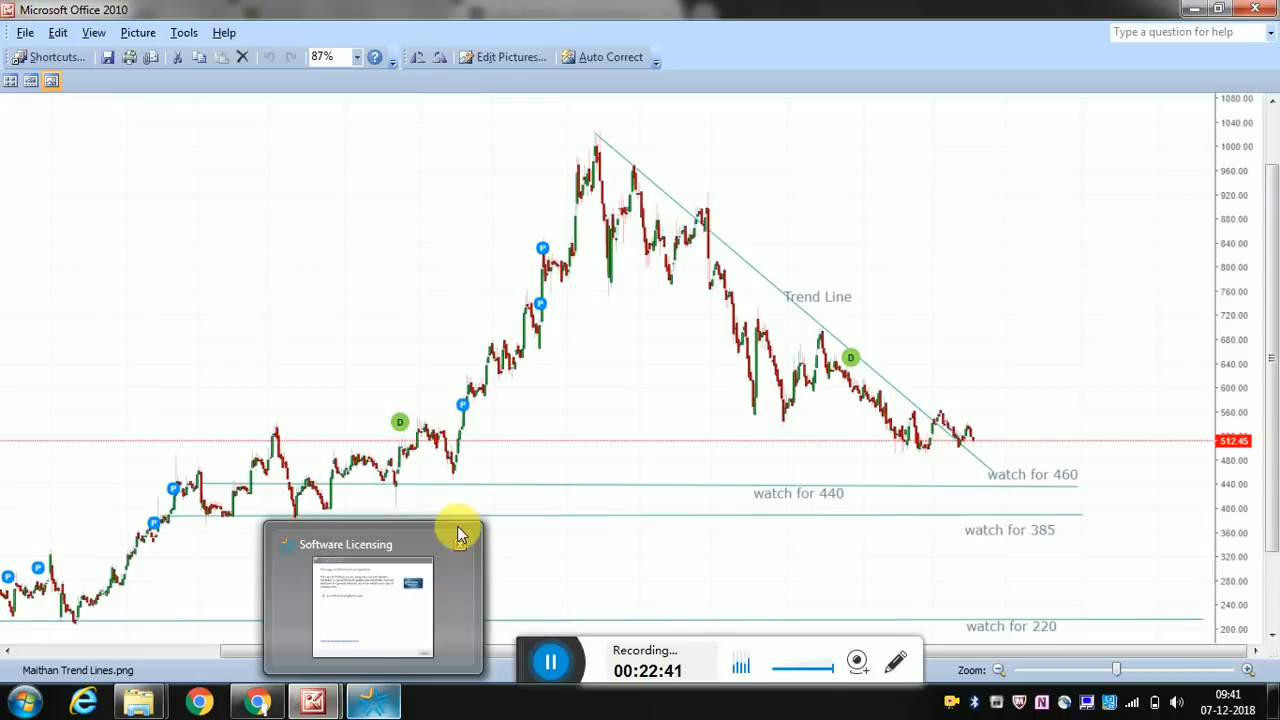 Microsoft Office 2010
File Edit View Picture Tools Help
Type a question for help
Shortcuts... 87% Edit Pictures... Auto Correct
1080.00
1040.00
1000.00
960.00
920.00
880.00
840.00
800.00
760.00
720.00
680.00
640.00
600.00
560.00
512.45
480.00
440.00
400.00
360.00
320.00
280.00
240.00
200.00
P
P
Trend Line
D
P
D
watch for 460
P
watch for 440
P
watch for 385
P
P
watch for 220
Software Licensing
Recording...
00:22:41
Maithan Trend Lines.png
Zoom:
09:41
07-12-2018